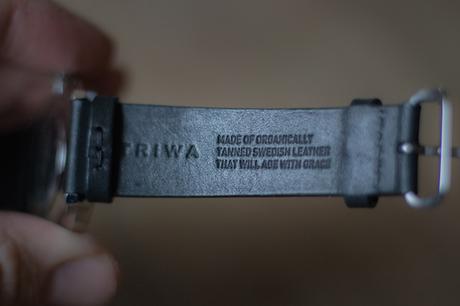 TRIWA
MADE OF ORGANICALLY
TANNED SWEDISH LEATHER
THAT WILL AGE WITH GRACE